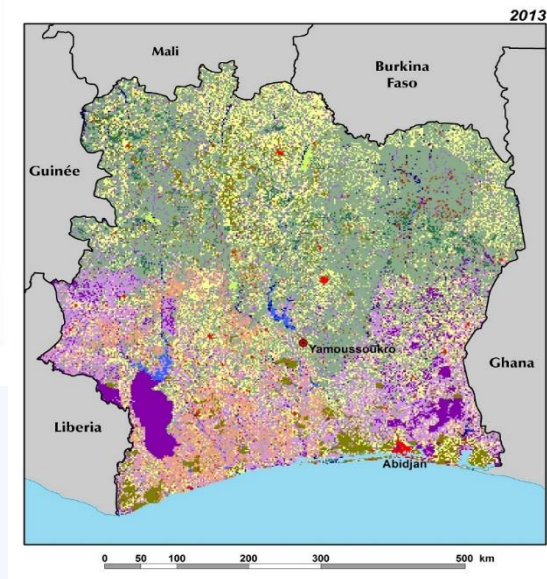 2013
Mali
Burkina
Faso
Guinée
Yamoussoukro
Ghana
Liberia
Abidjan
0 50 100 200 300 500 km